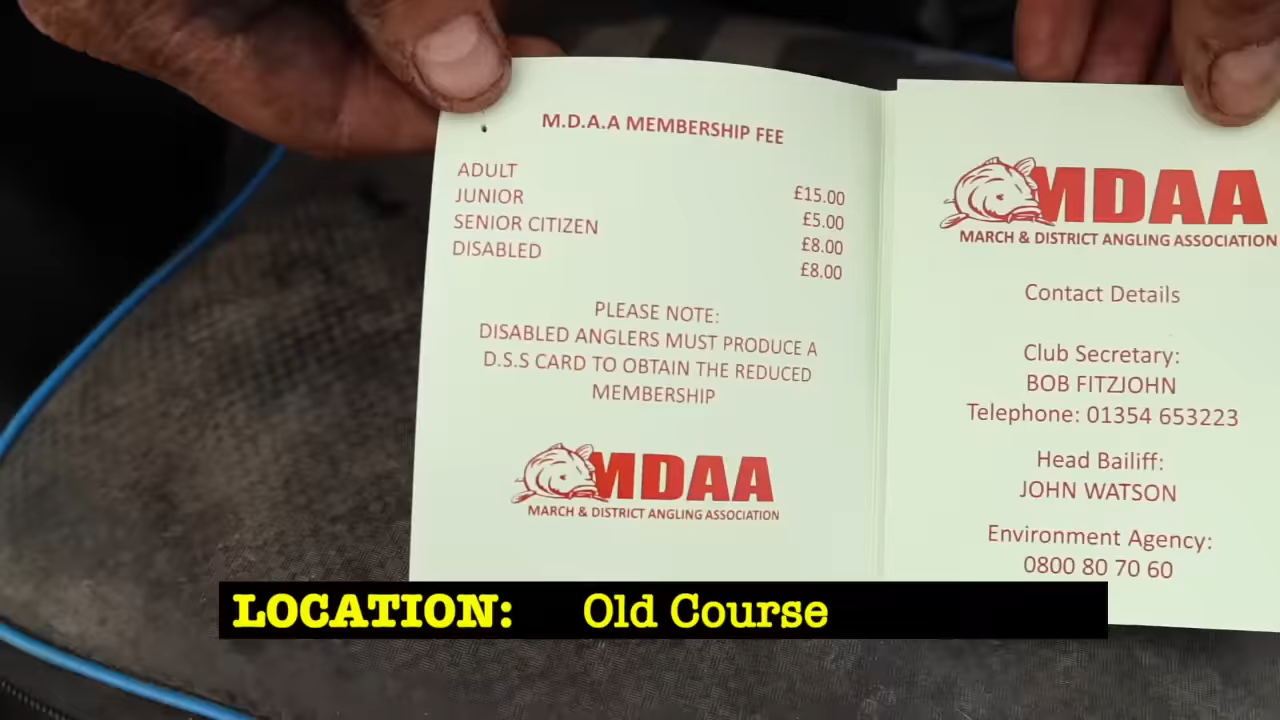 M.D.A.A MEMBERSHIP FEE
ADULT £15.00
JUNIOR £5.00
SENIOR CITIZEN £8.00
DISABLED £8.00
PLEASE NOTE:
DISABLED ANGLERS MUST PRODUCE A
D.S.S CARD TO OBTAIN THE REDUCED
MEMBERSHIP
MDAA
MARCH & DISTRICT ANGLING ASSOCIATION
MDAA
MARCH & DISTRICT ANGLING ASSOCIATION
Contact Details
Club Secretary:
BOB FITZJOHN
Telephone: 01354 653223
Head Bailiff:
JOHN WATSON
Environment Agency:
0800 80 70 60
LOCATION: Old Course